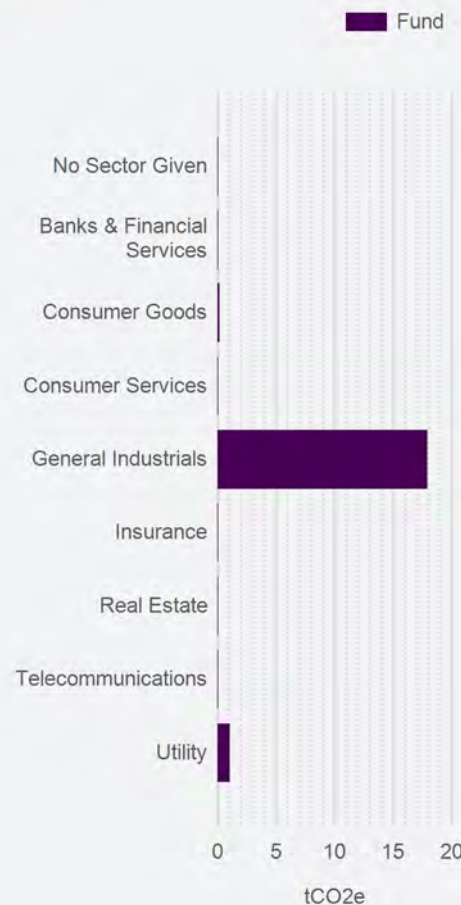 Fund
No Sector Given
Banks & Financial
Services
Consumer Goods
Consumer Services
General Industrials
Insurance
Real Estate
Telecommunications
Utility
0 5 10 15 20
tCO2e